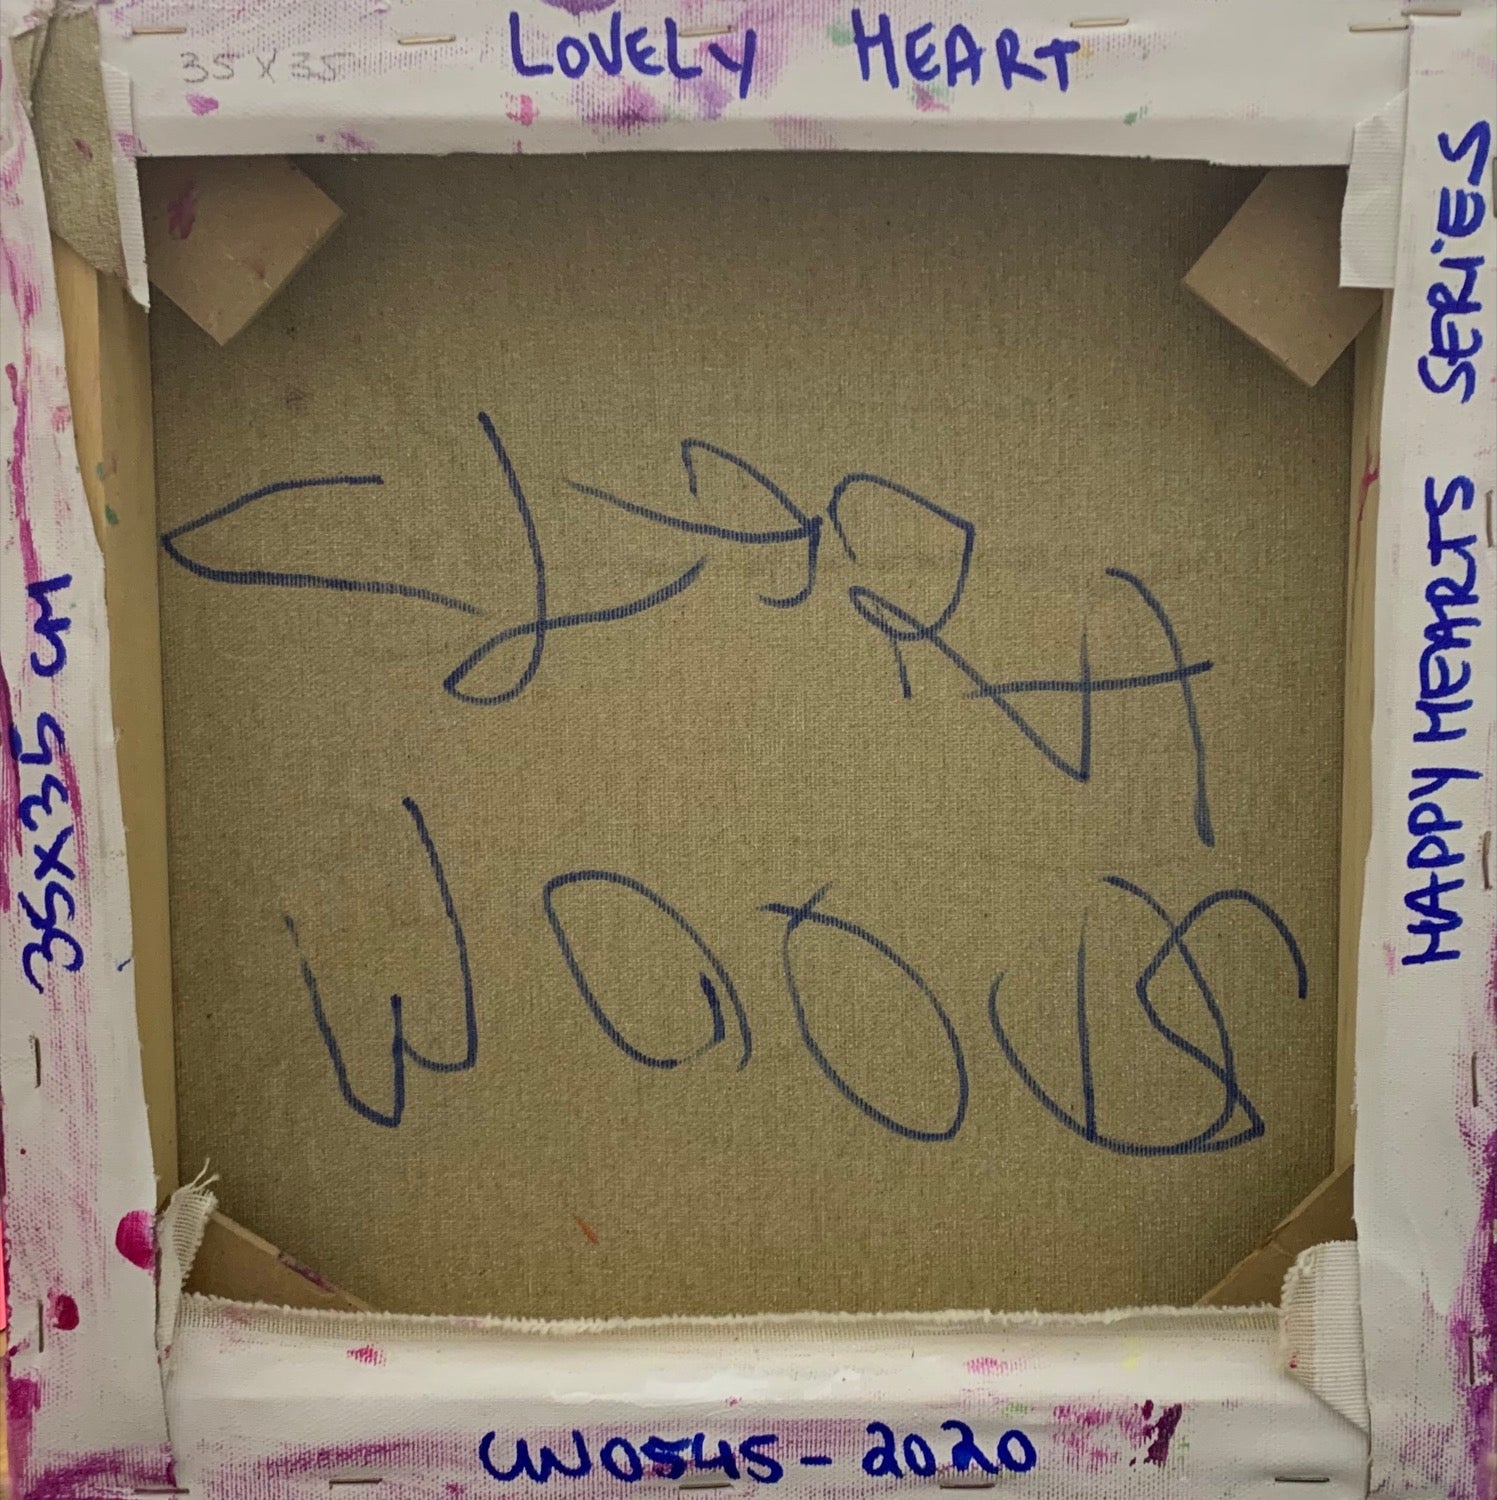 35 X 35
LOVELY HEART
HAPPY HEARTS SERIES
35X35 CM
CLARA
WOODS
CW0545-2020